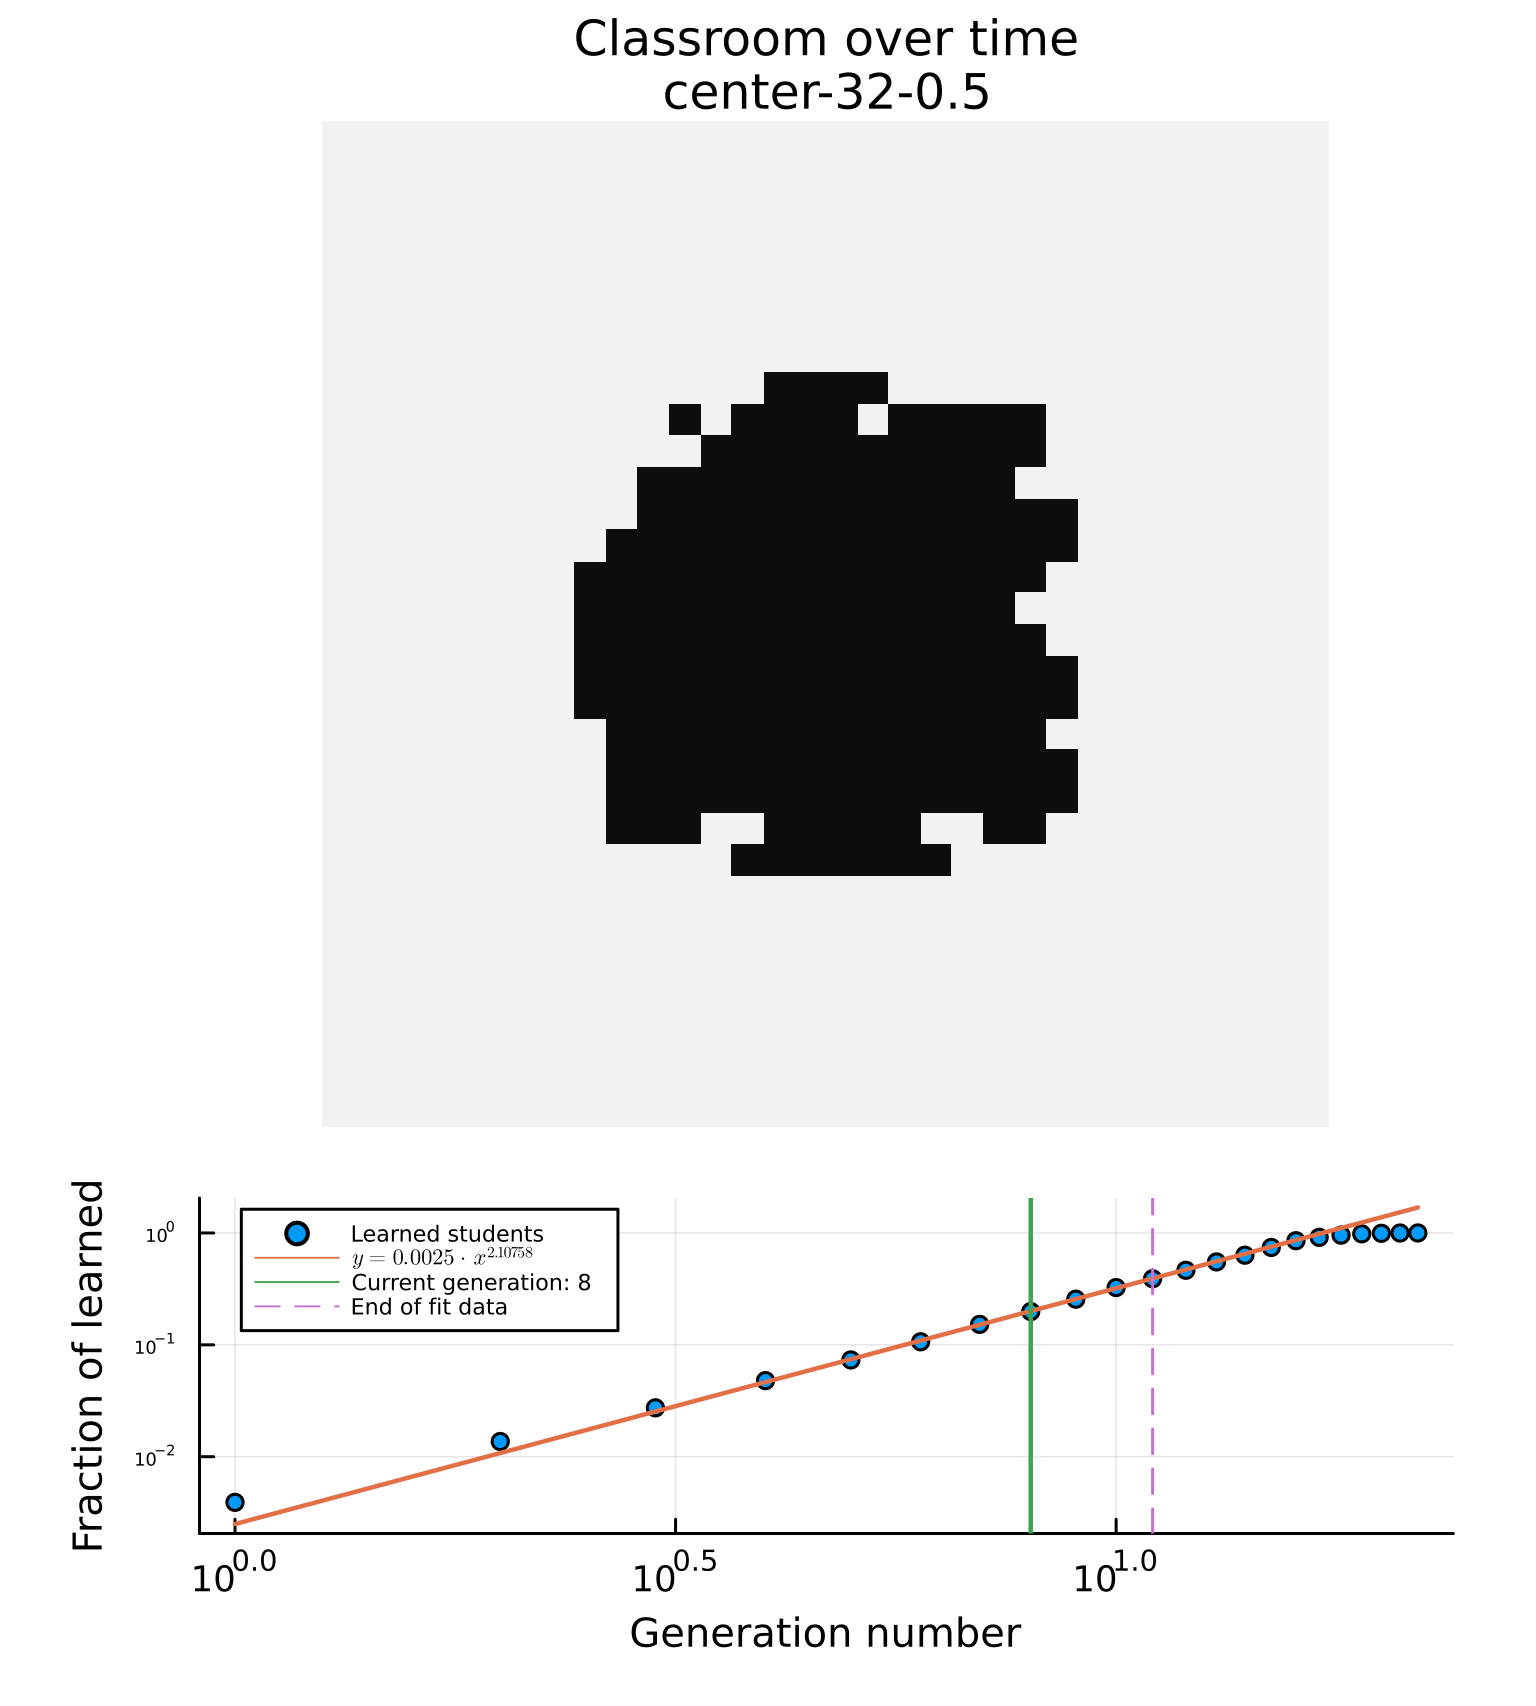 Classroom over time
center-32-0.5
Fraction of learned
10⁰
10⁻¹
10⁻²
Learned students
y = 0.0025 · x^2.10758
Current generation: 8
End of fit data
10^0.0
10^0.5
10^1.0
Generation number